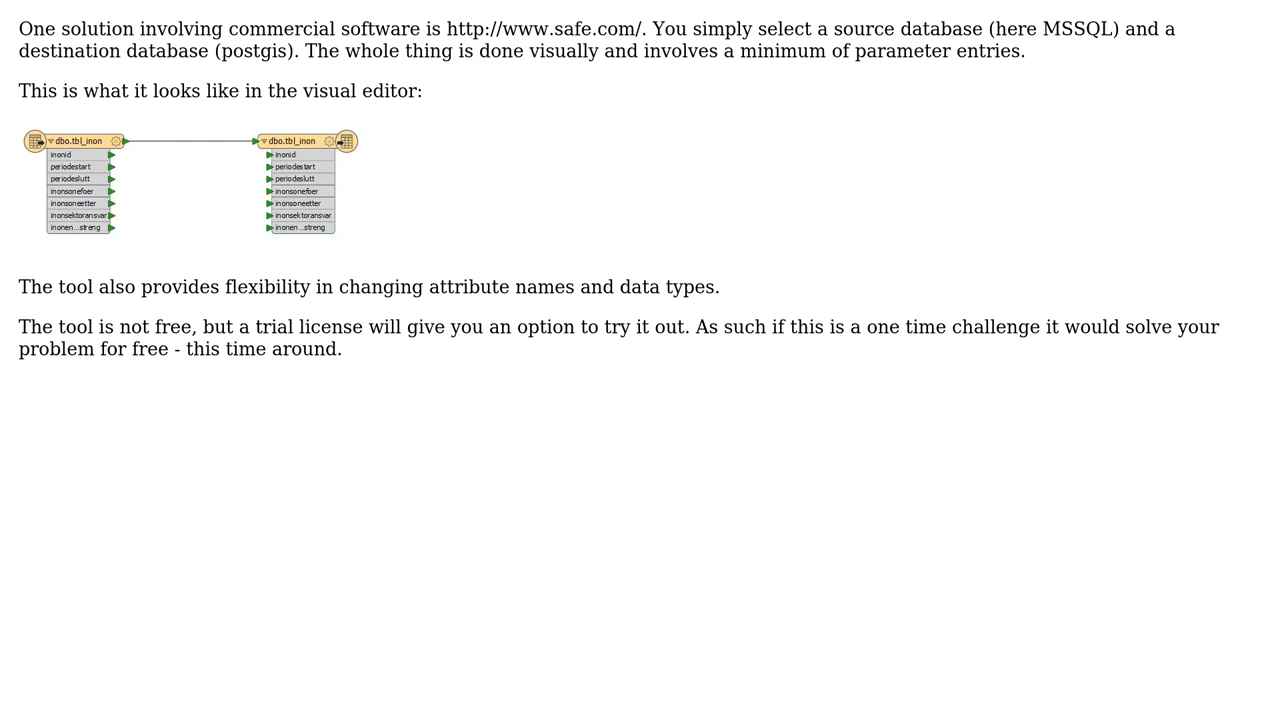 One solution involving commercial software is http://www.safe.com/. You simply select a source database (here MSSQL) and a
destination database (postgis). The whole thing is done visually and involves a minimum of parameter entries.
This is what it looks like in the visual editor:
dbo.tbl_inon
inonid
periodestart
periodeslutt
inonsonefoer
inonsoneetter
inonsektoransvar
inonen...streng
dbo.tbl_inon
inonid
periodestart
periodeslutt
inonsonefoer
inonsoneetter
inonsektoransvar
inonen...streng
The tool also provides flexibility in changing attribute names and data types.
The tool is not free, but a trial license will give you an option to try it out. As such if this is a one time challenge it would solve your
problem for free - this time around.